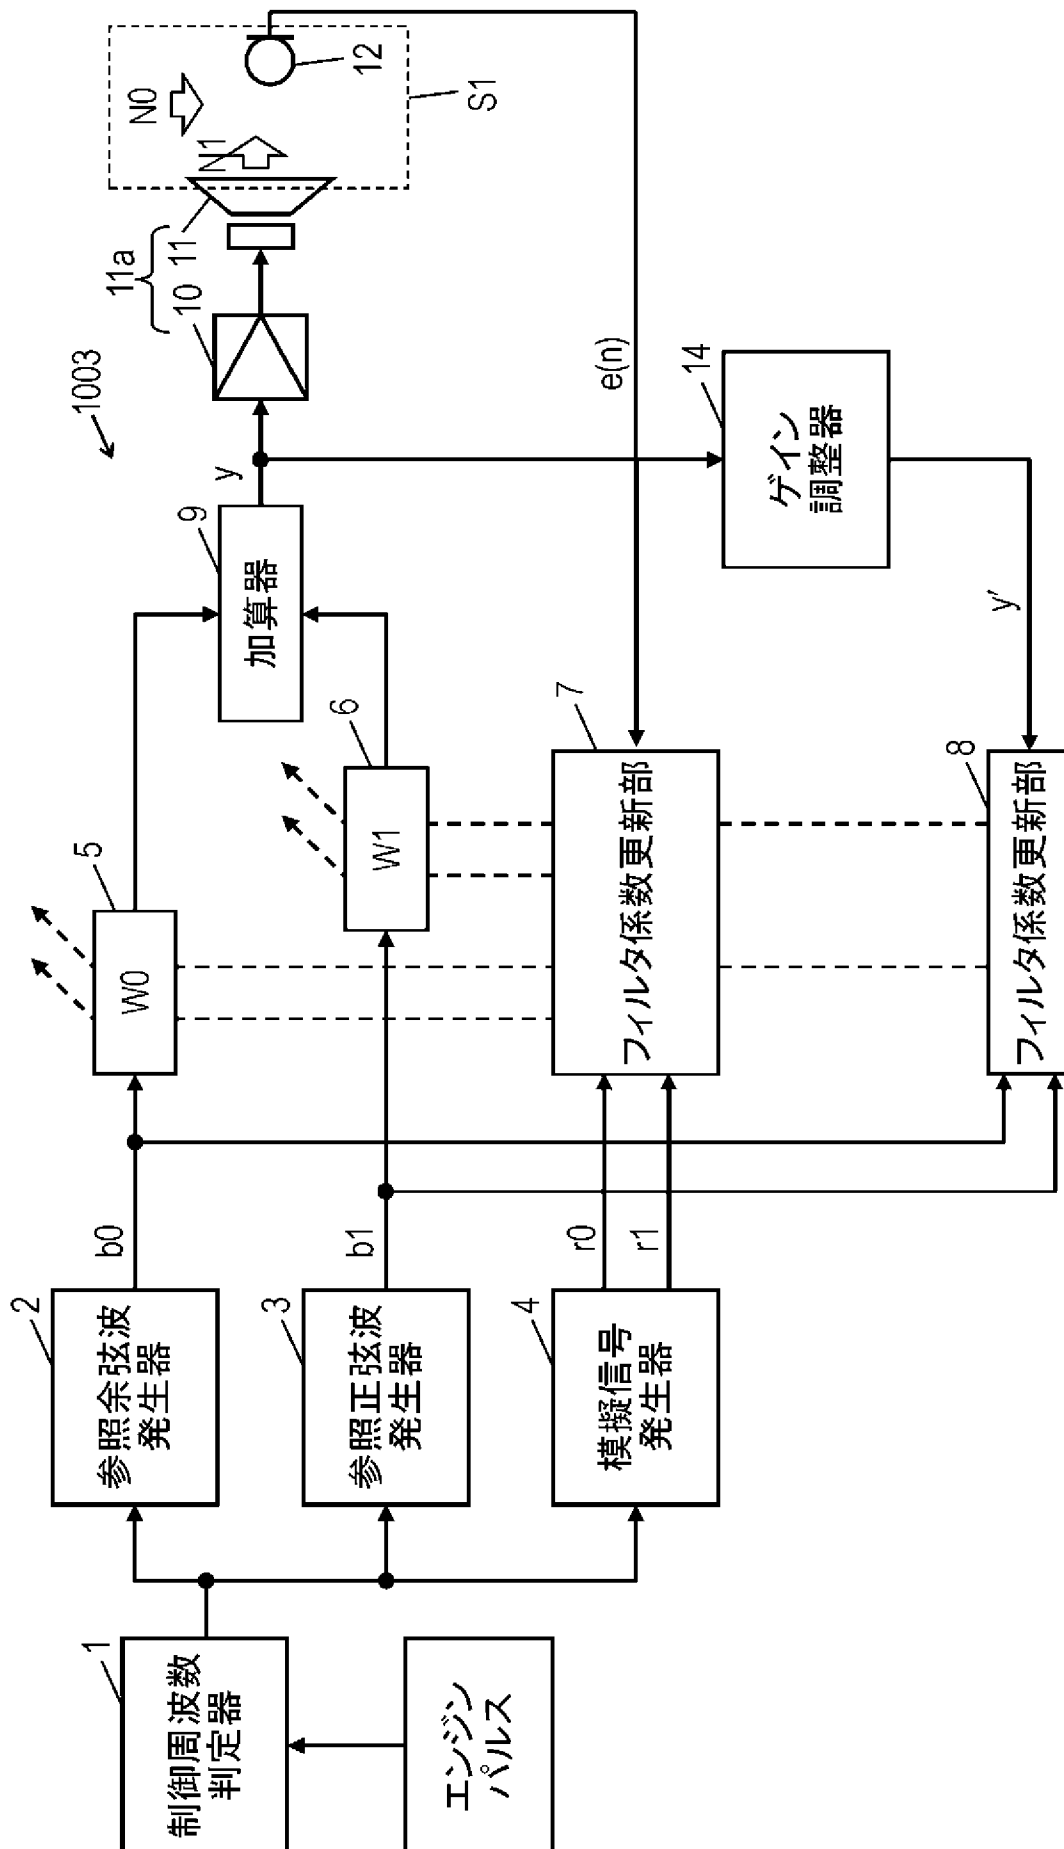 1003
1
制御周波数
判定器
エンジン
パルス
2
参照余弦波
発生器
3
参照正弦波
発生器
4
模擬信号
発生器
b0
b1
r0
r1
5
W0
6
W1
7
フィルタ係数更新部
8
フィルタ係数更新部
9
加算器
y
11a
10
11
N0
N1
12
S1
e(n)
14
ゲイン
調整器
y'